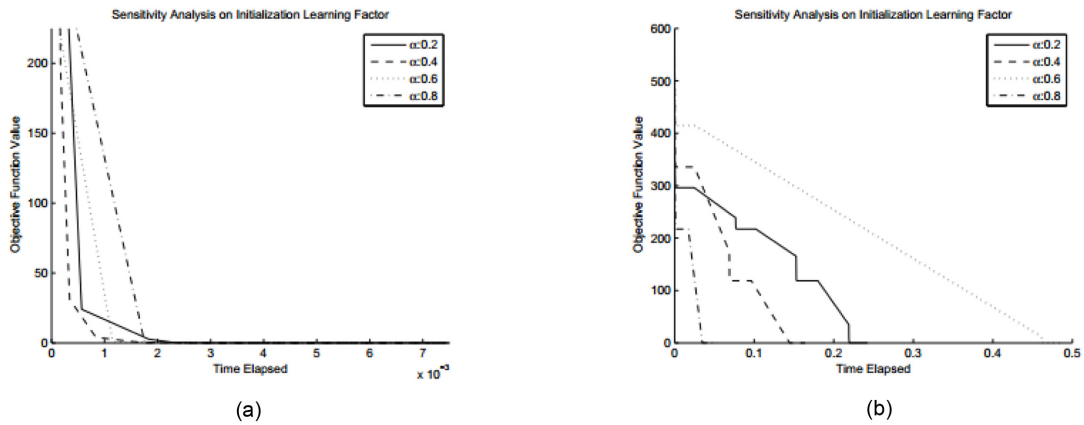 Sensitivity Analysis on Initialization Learning Factor
200
150
100
50
0
Objective Function Value
α:0.2
α:0.4
α:0.6
α:0.8
0
1
2
3
4
5
6
7
Time Elapsed
x 10⁻³
(a)
Sensitivity Analysis on Initialization Learning Factor
600
500
400
300
200
100
0
Objective Function Value
α:0.2
α:0.4
α:0.6
α:0.8
0
0.1
0.2
0.3
0.4
0.5
Time Elapsed
(b)